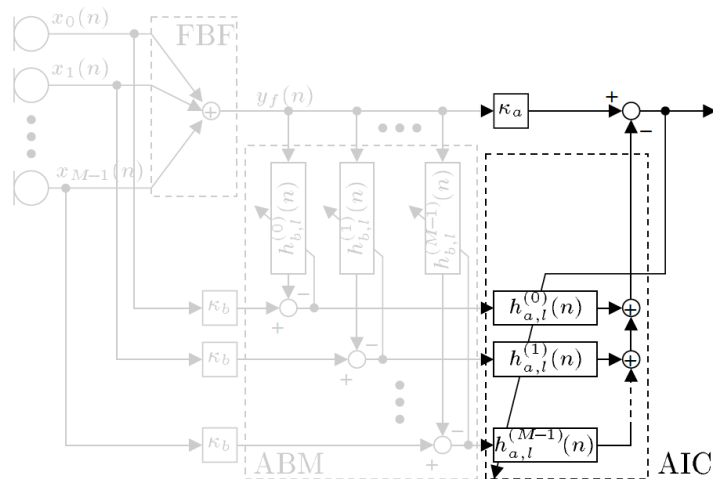 x_0(n)
FBF
x_1(n)
y_f(n)
κ_a
+
−
x_{M−1}(n)
h_{b,l}^{(0)}(n)
h_{b,l}^{(1)}(n)
h_{b,l}^{(M−1)}(n)
κ_b
−
+
h_{a,l}^{(0)}(n)
+
κ_b
−
+
h_{a,l}^{(1)}(n)
+
κ_b
−
+
h_{a,l}^{(M−1)}(n)
ABM
AIC